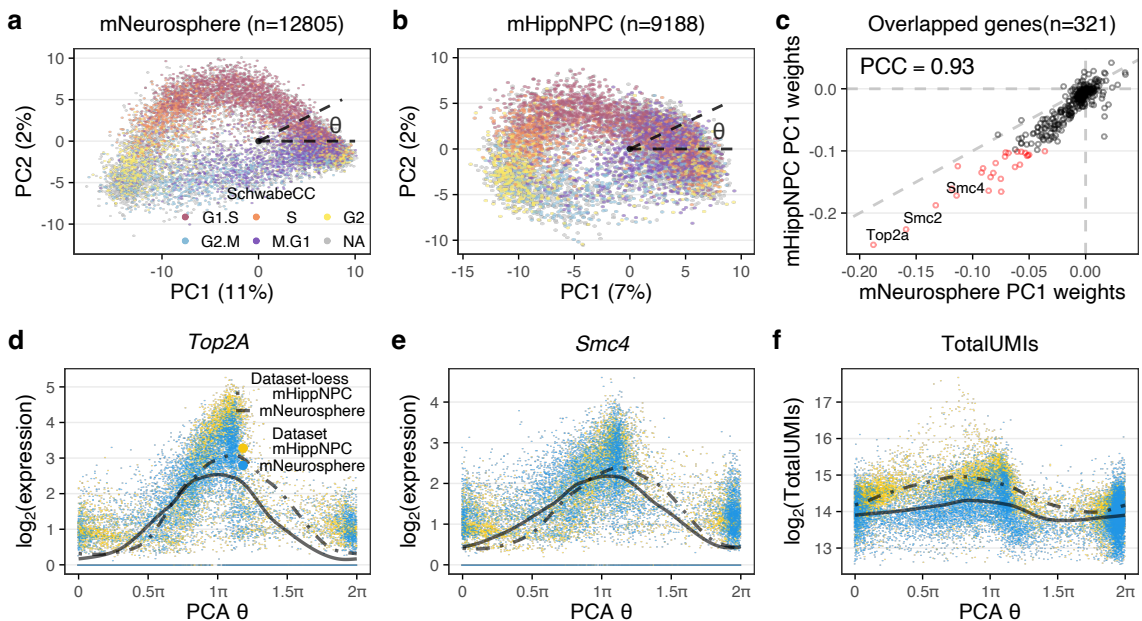 a
mNeurosphere (n=12805)
PC2 (2%)
10
5
0
-5
-10
θ
SchwabeCC
G1.S
S
G2
G2.M
M.G1
NA
-10
0
10
PC1 (11%)
b
mHippNPC (n=9188)
PC2 (2%)
10
5
0
-5
-10
θ
-15
-10
-5
0
5
10
PC1 (7%)
c
Overlapped genes(n=321)
mHippNPC PC1 weights
PCC = 0.93
0.0
-0.1
-0.2
Smc4
Smc2
Top2a
-0.20
-0.15
-0.10
-0.05
0.00
mNeurosphere PC1 weights
d
Top2A
log₂(expression)
5
4
3
2
1
0
Dataset-loess
mHippNPC
mNeurosphere
Dataset
mHippNPC
mNeurosphere
0
0.5π
1π
1.5π
2π
PCA θ
e
Smc4
log₂(expression)
4
3
2
1
0
0
0.5π
1π
1.5π
2π
PCA θ
f
TotalUMIs
log₂(TotalUMIs)
17
16
15
14
13
0
0.5π
1π
1.5π
2π
PCA θ